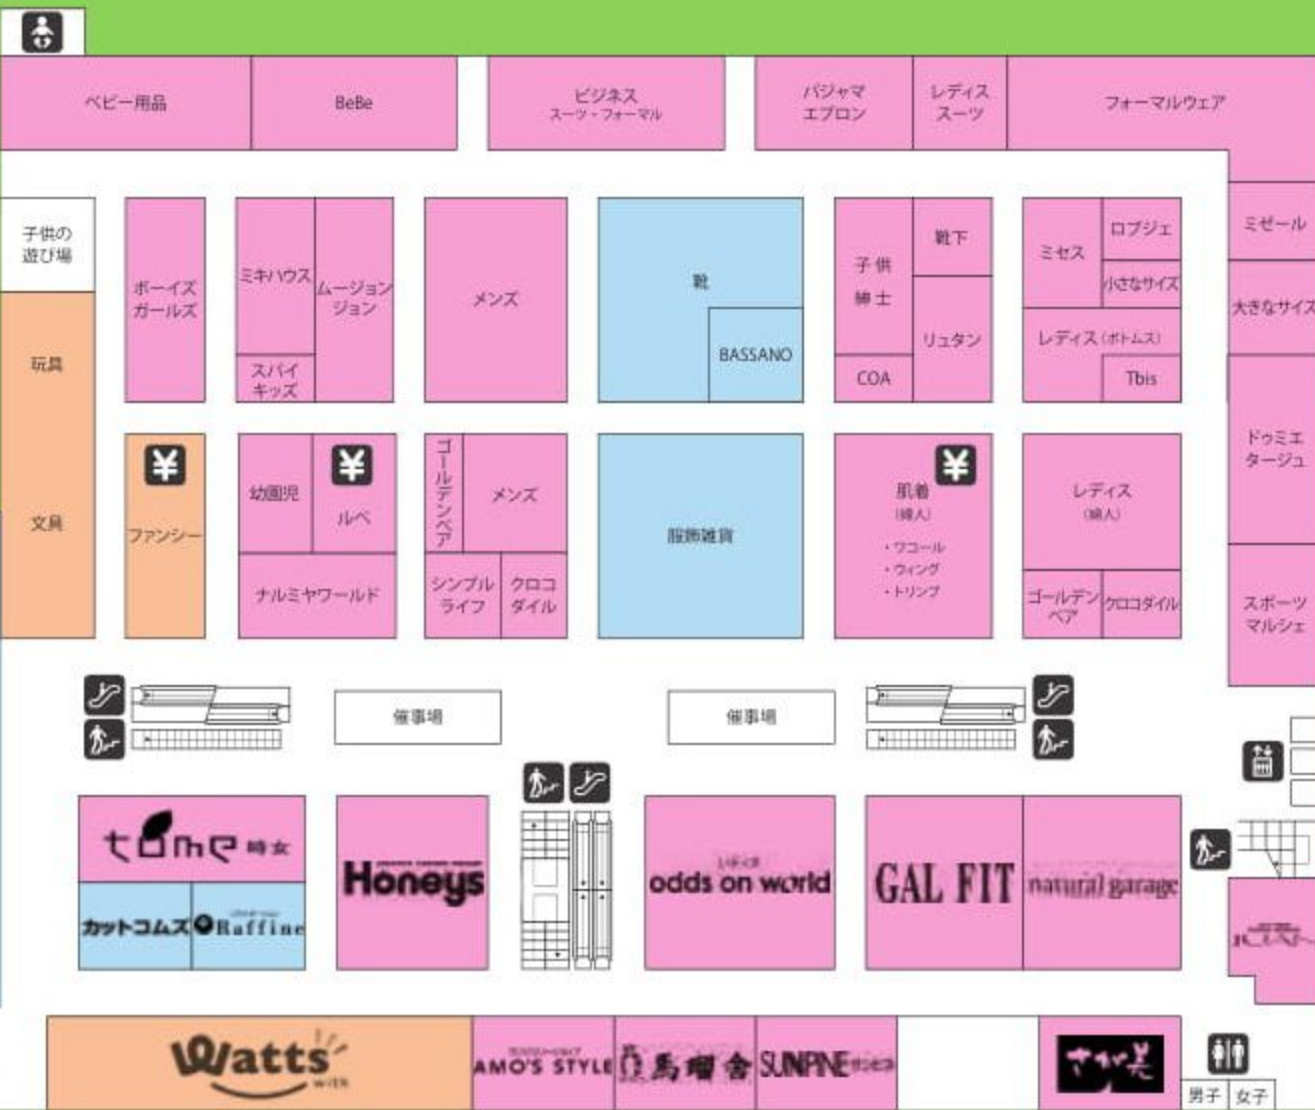 ベビー用品
BeBe
ビジネス
スーツ・フォーマル
パジャマ
エプロン
レディス
スーツ
フォーマルウェア
子供の
遊び場
ボーイズ
ガールズ
ミキハウス
ムージョン
ジョン
スパイ
キッズ
メンズ
靴
BASSANO
子供
紳士
COA
靴下
リュタン
ミセス
ロブジェ
小さなサイズ
レディス(ボトムス)
Tbis
ミゼール
大きなサイズ
玩具
文具
¥
ファンシー
幼園児
¥
ルベ
ナルミヤワールド
ゴールデンベア
メンズ
シンプル
ライフ
クロコ
ダイル
服飾雑貨
¥
肌着
(婦人)
・ワコール
・ウィング
・トリンプ
レディス
(婦人)
ゴールデン
ベア
クロコダイル
ドゥミエ
タージュ
スポーツ
マルシェ
催事場
催事場
tome 時女
カットコムズ
Raffine
Honeys
レディス
odds on world
GAL FIT
natural garage
Watts
with
AMO'S STYLE
馬瑠舎
SUNPINE
さが美
男子
女子